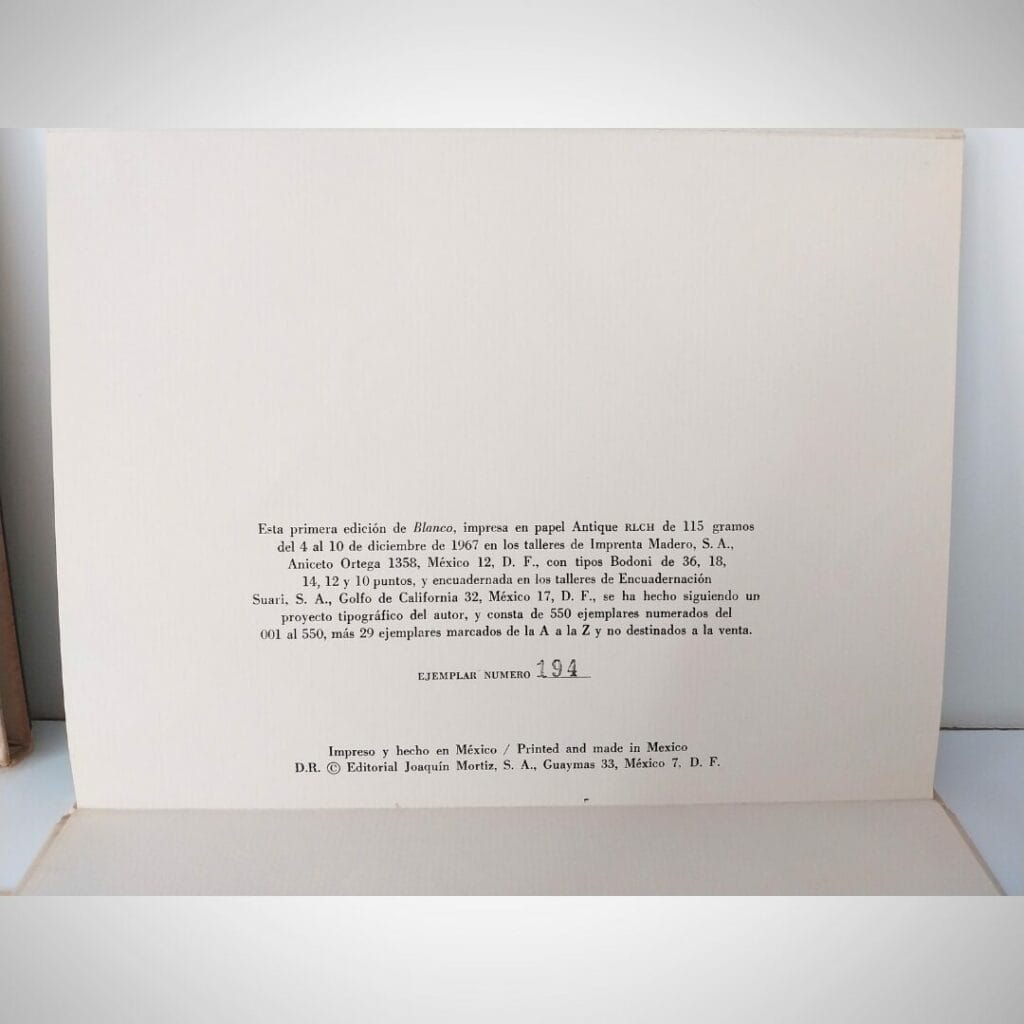 Esta primera edición de Blanco, impresa en papel Antique RLCH de 115 gramos
del 4 al 10 de diciembre de 1967 en los talleres de Imprenta Madero, S. A.,
Aniceto Ortega 1358, México 12, D. F., con tipos Bodoni de 36, 18,
14, 12 y 10 puntos, y encuadernada en los talleres de Encuadernación
Suari, S. A., Golfo de California 32, México 17, D. F., se ha hecho siguiendo un
proyecto tipográfico del autor, y consta de 550 ejemplares numerados del
001 al 550, más 29 ejemplares marcados de la A a la Z y no destinados a la venta.
EJEMPLAR NUMERO 194
Impreso y hecho en México / Printed and made in Mexico
D.R. © Editorial Joaquín Mortiz, S. A., Guaymas 33, México 7, D. F.